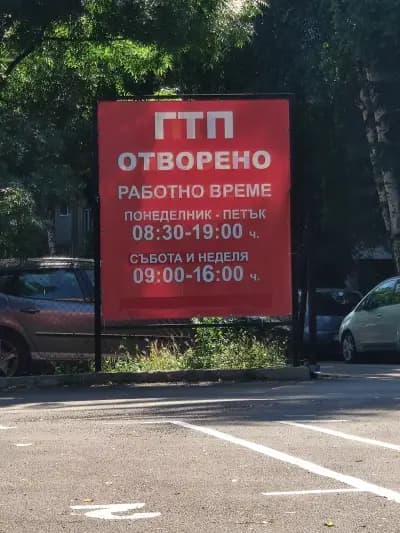 ГТП
ОТВОРЕНО
РАБОТНО ВРЕМЕ
ПОНЕДЕЛНИК - ПЕТЪК
08:30-19:00 ч.
СЪБОТА И НЕДЕЛЯ
09:00-16:00 ч.